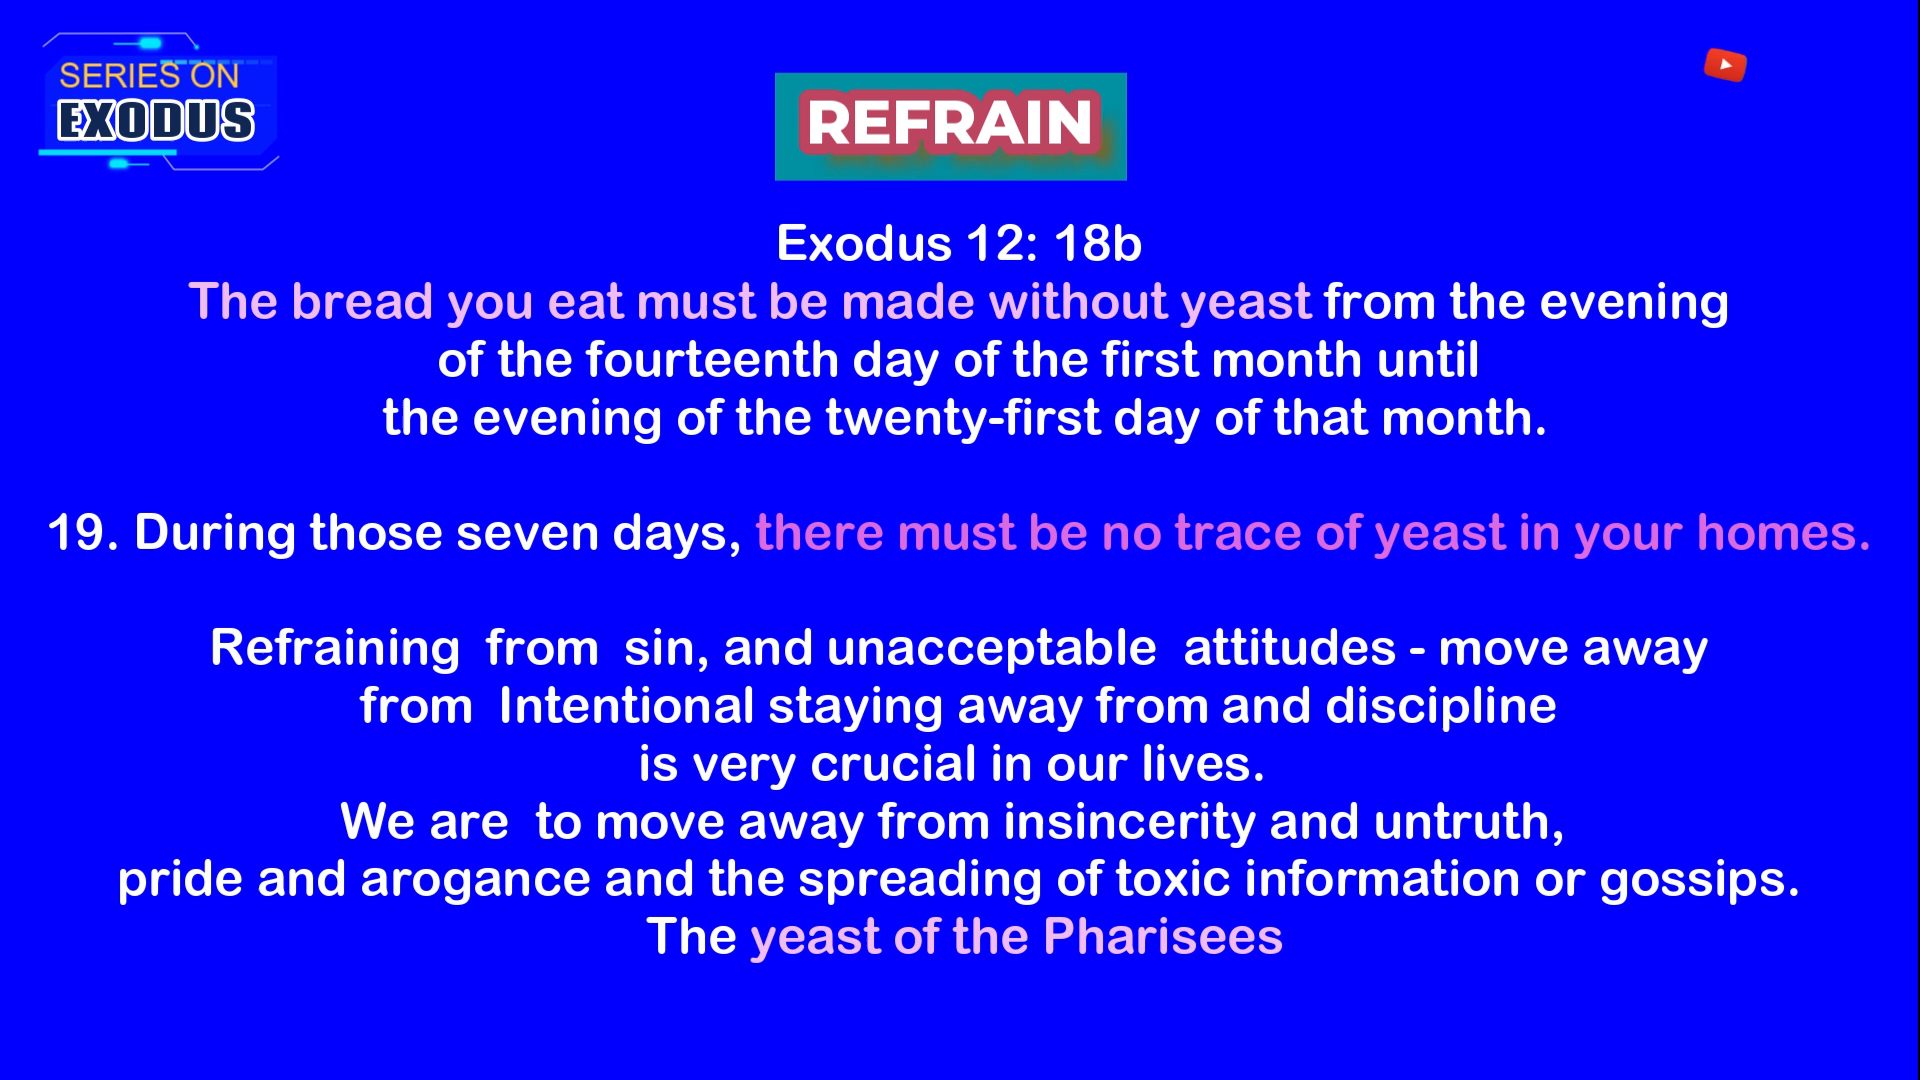 SERIES ON
EXODUS
REFRAIN
Exodus 12: 18b
The bread you eat must be made without yeast from the evening
of the fourteenth day of the first month until
the evening of the twenty-first day of that month.
19. During those seven days, there must be no trace of yeast in your homes.
Refraining from sin, and unacceptable attitudes - move away
from Intentional staying away from and discipline
is very crucial in our lives.
We are to move away from insincerity and untruth,
pride and arogance and the spreading of toxic information or gossips.
The yeast of the Pharisees